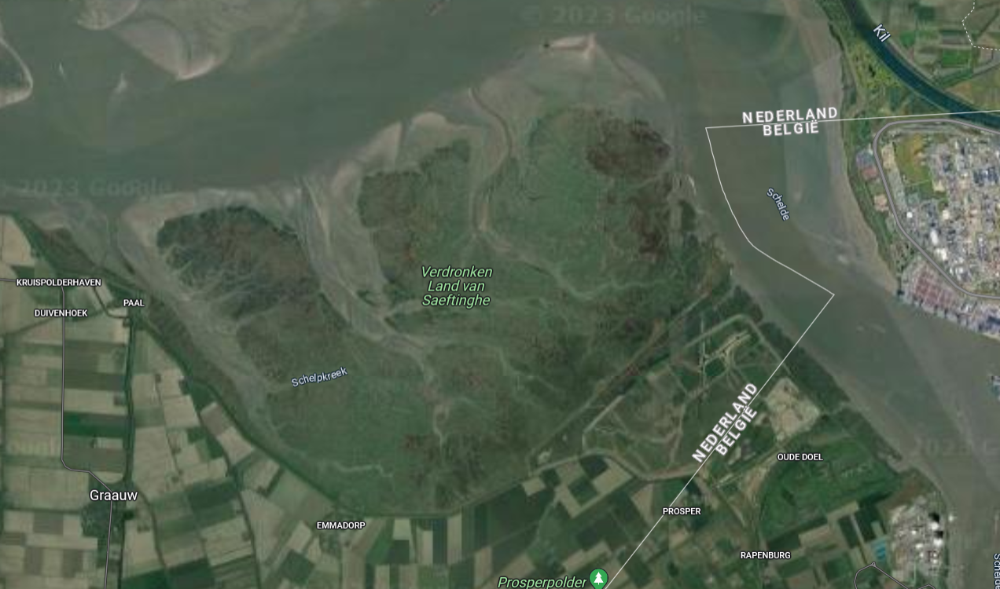 © 2023 Google
Kil
NEDERLAND
BELGIË
2023 Google
Schelde
Verdronken
Land van
Saeftinghe
KRUISPOLDERHAVEN
PAAL
DUIVENHOEK
Schelpkreek
NEDERLAND
BELGIË
OUDE DOEL
Graauw
PROSPER
EMMADORP
RAPENBURG
Prosperpolder